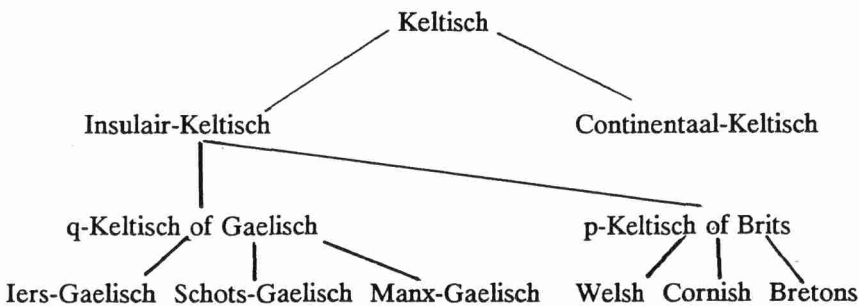 Keltisch
Insulair-Keltisch Continentaal-Keltisch
q-Keltisch of Gaelisch p-Keltisch of Brits
Iers-Gaelisch Schots-Gaelisch Manx-Gaelisch Welsh Cornish Bretons